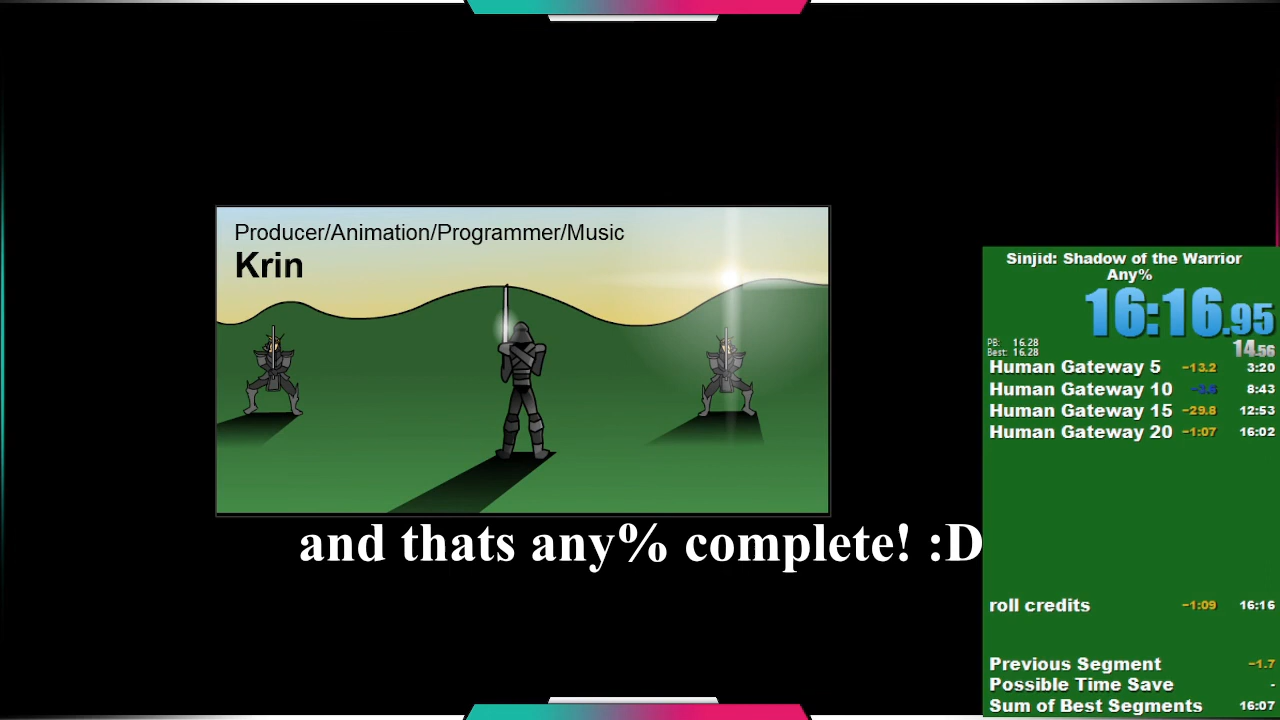 Producer/Animation/Programmer/Music
Krin
and thats any% complete! :D
Sinjid: Shadow of the Warrior
Any%
16:16.95
PB: 16.28
Best: 16.28
14.56
Human Gateway 5 -13.2 3:20
Human Gateway 10 -3.5 8:43
Human Gateway 15 -29.8 12:53
Human Gateway 20 -1:07 16:02
roll credits -1:09 16:16
Previous Segment -1.7
Possible Time Save -
Sum of Best Segments 16:07